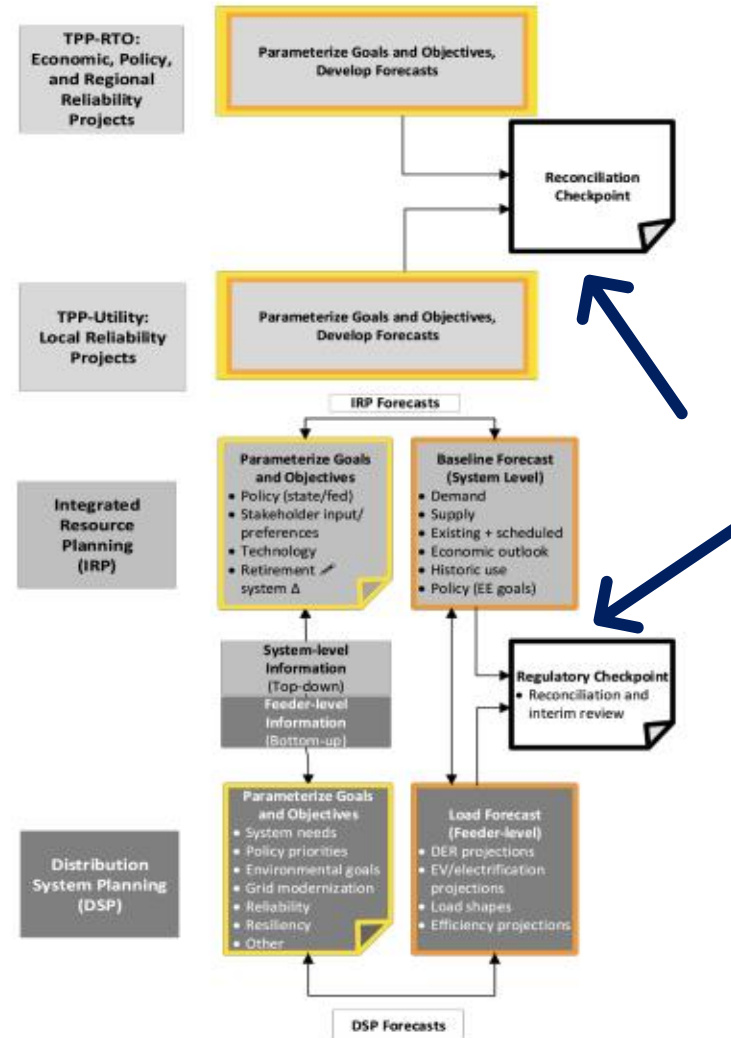 TPP-RTO:
Economic, Policy,
and Regional
Reliability
Projects
Parameterize Goals and Objectives,
Develop Forecasts
Reconciliation
Checkpoint
TPP-Utility:
Local Reliability
Projects
Parameterize Goals and Objectives,
Develop Forecasts
IRP Forecasts
Integrated
Resource
Planning
(IRP)
Parameterize Goals
and Objectives
• Policy (state/fed)
• Stakeholder input/
preferences
• Technology
• Retirement
system Δ
Baseline Forecast
(System Level)
• Demand
• Supply
• Existing + scheduled
• Economic outlook
• Historic use
• Policy (EE goals)
System-level
Information
(Top-down)
Feeder-level
Information
(Bottom-up)
Regulatory Checkpoint
• Reconciliation and
interim review
Distribution
System Planning
(DSP)
Parameterize Goals
and Objectives
• System needs
• Policy priorities
• Environmental goals
• Grid modernization
• Reliability
• Resiliency
• Other
Load Forecast
(Feeder-level)
• DER projections
• EV/electrification
projections
• Load shapes
• Efficiency projections
DSP Forecasts